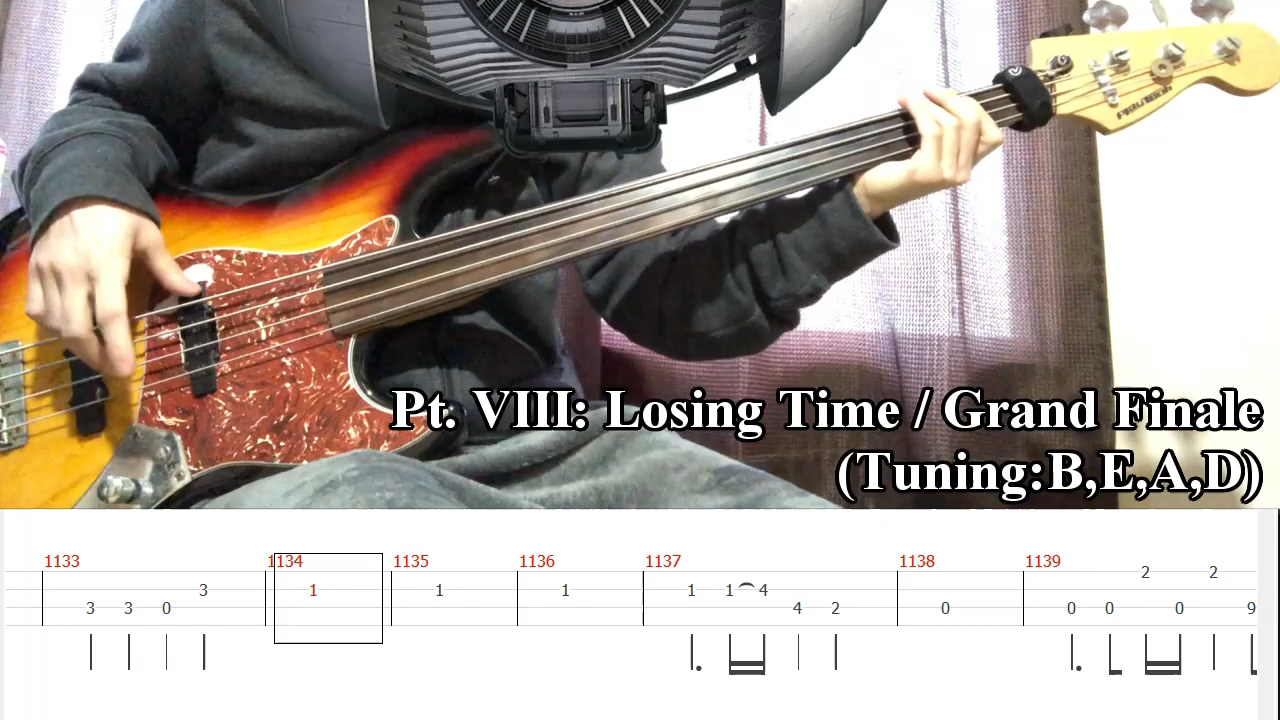 PLAYTECH
Pt. VIII: Losing Time / Grand Finale
(Tuning:B,E,A,D)
1133 1134 1135 1136 1137 1138 1139
2 2
3 1 1 1 1 1 4
3 3 0 4 2 0 0 0 0 9